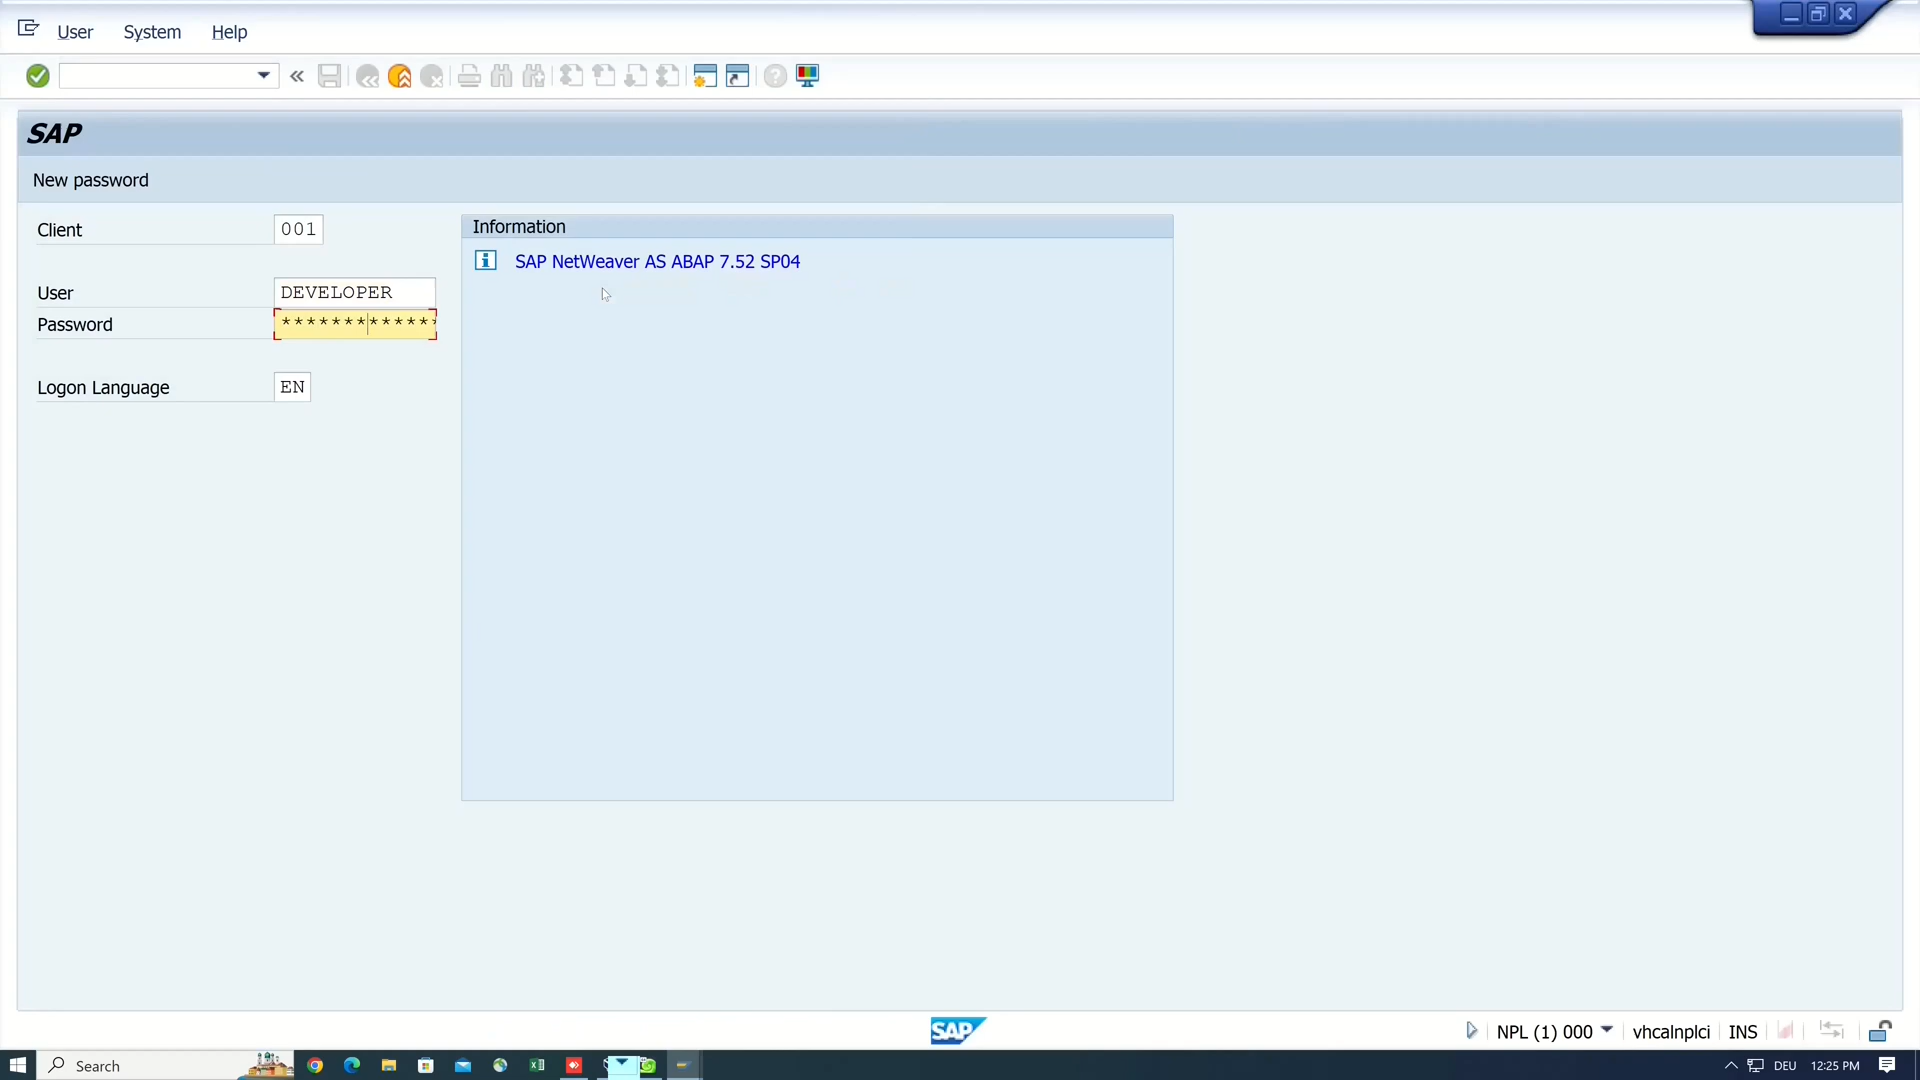 User System Help
SAP
New password
Client 001
User DEVELOPER
Password *************
Logon Language EN
Information
SAP NetWeaver AS ABAP 7.52 SP04
SAP
NPL (1) 000 vhcalnplci INS
Search
DEU 12:25 PM